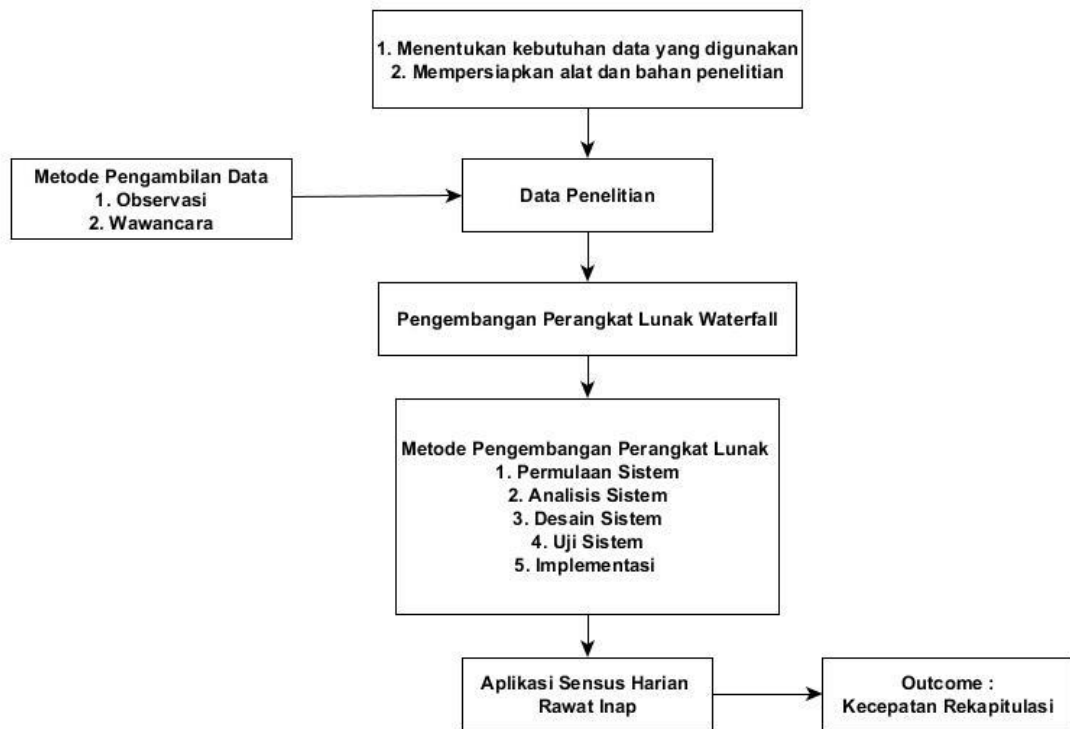 1. Menentukan kebutuhan data yang digunakan
2. Mempersiapkan alat dan bahan penelitian
Metode Pengambilan Data
1. Observasi
2. Wawancara
Data Penelitian
Pengembangan Perangkat Lunak Waterfall
Metode Pengembangan Perangkat Lunak
1. Permulaan Sistem
2. Analisis Sistem
3. Desain Sistem
4. Uji Sistem
5. Implementasi
Aplikasi Sensus Harian
Rawat Inap
Outcome :
Kecepatan Rekapitulasi